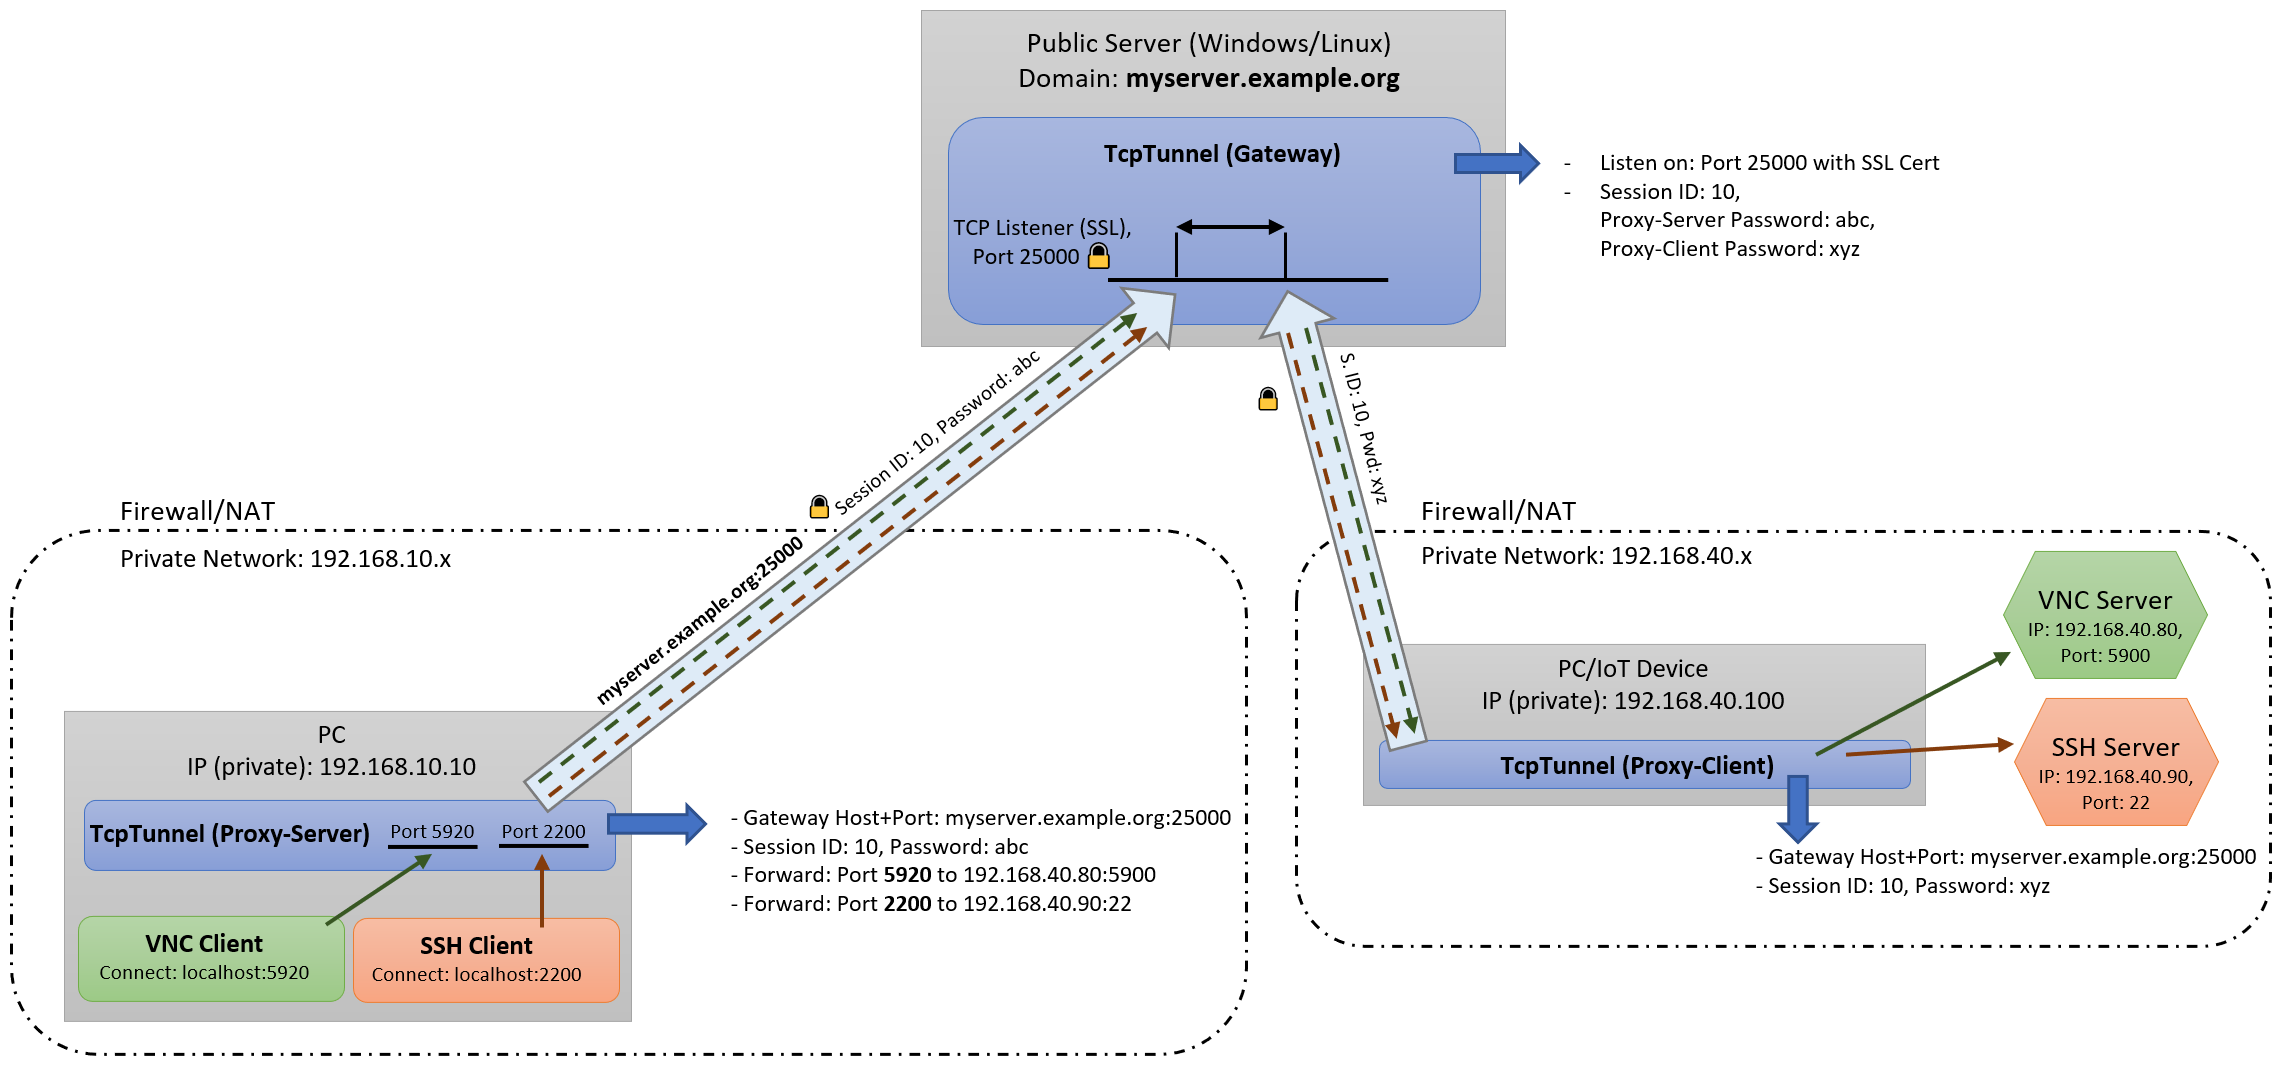 Public Server (Windows/Linux)
Domain: myserver.example.org
TcpTunnel (Gateway)
TCP Listener (SSL),
Port 25000
- Listen on: Port 25000 with SSL Cert
- Session ID: 10,
Proxy-Server Password: abc,
Proxy-Client Password: xyz
Session ID: 10, Password: abc
myserver.example.org:25000
S. ID: 10, Pwd: xyz
Firewall/NAT
Private Network: 192.168.10.x
PC
IP (private): 192.168.10.10
TcpTunnel (Proxy-Server)
Port 5920
Port 2200
VNC Client
Connect: localhost:5920
SSH Client
Connect: localhost:2200
- Gateway Host+Port: myserver.example.org:25000
- Session ID: 10, Password: abc
- Forward: Port 5920 to 192.168.40.80:5900
- Forward: Port 2200 to 192.168.40.90:22
Firewall/NAT
Private Network: 192.168.40.x
PC/IoT Device
IP (private): 192.168.40.100
TcpTunnel (Proxy-Client)
VNC Server
IP: 192.168.40.80,
Port: 5900
SSH Server
IP: 192.168.40.90,
Port: 22
- Gateway Host+Port: myserver.example.org:25000
- Session ID: 10, Password: xyz